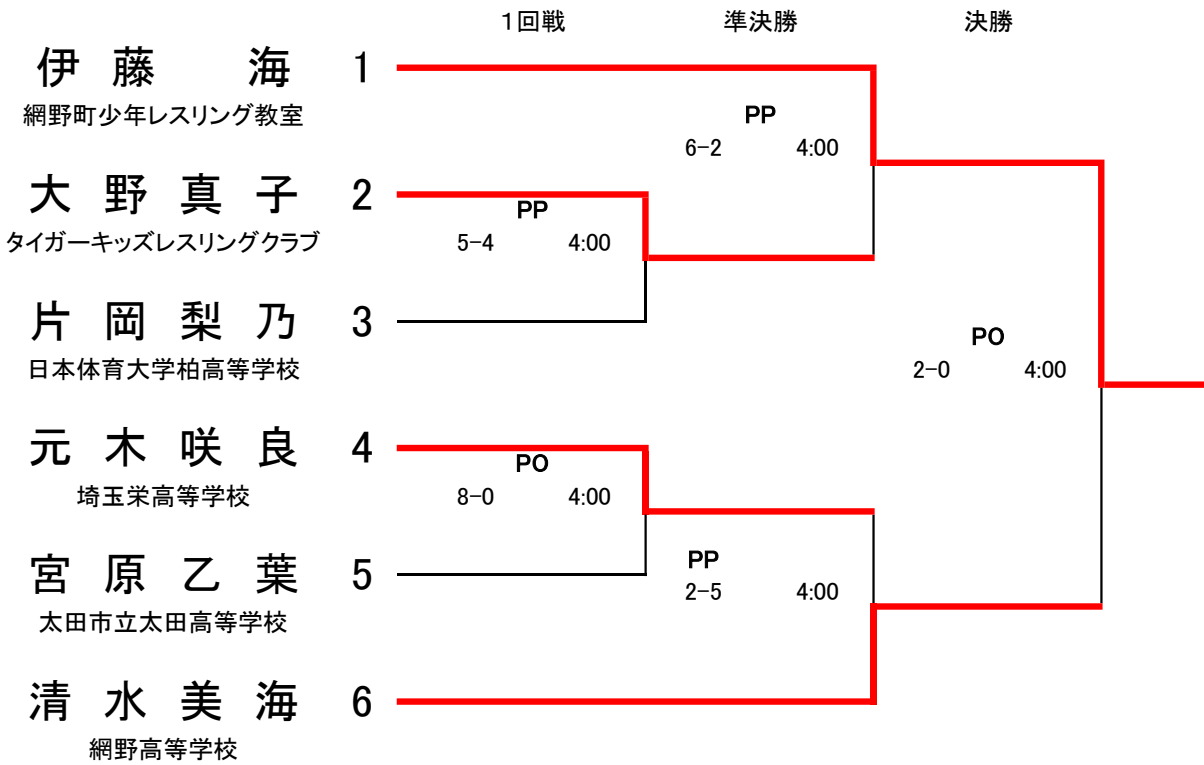 1回戦 準決勝 決勝
伊藤 海 1
網野町少年レスリング教室
PP
6-2 4:00
大野真子 2
タイガーキッズレスリングクラブ
PP
5-4 4:00
片岡梨乃 3
日本体育大学柏高等学校
PO
2-0 4:00
元木咲良 4
埼玉栄高等学校
PO
8-0 4:00
宮原乙葉 5
太田市立太田高等学校
PP
2-5 4:00
清水美海 6
網野高等学校